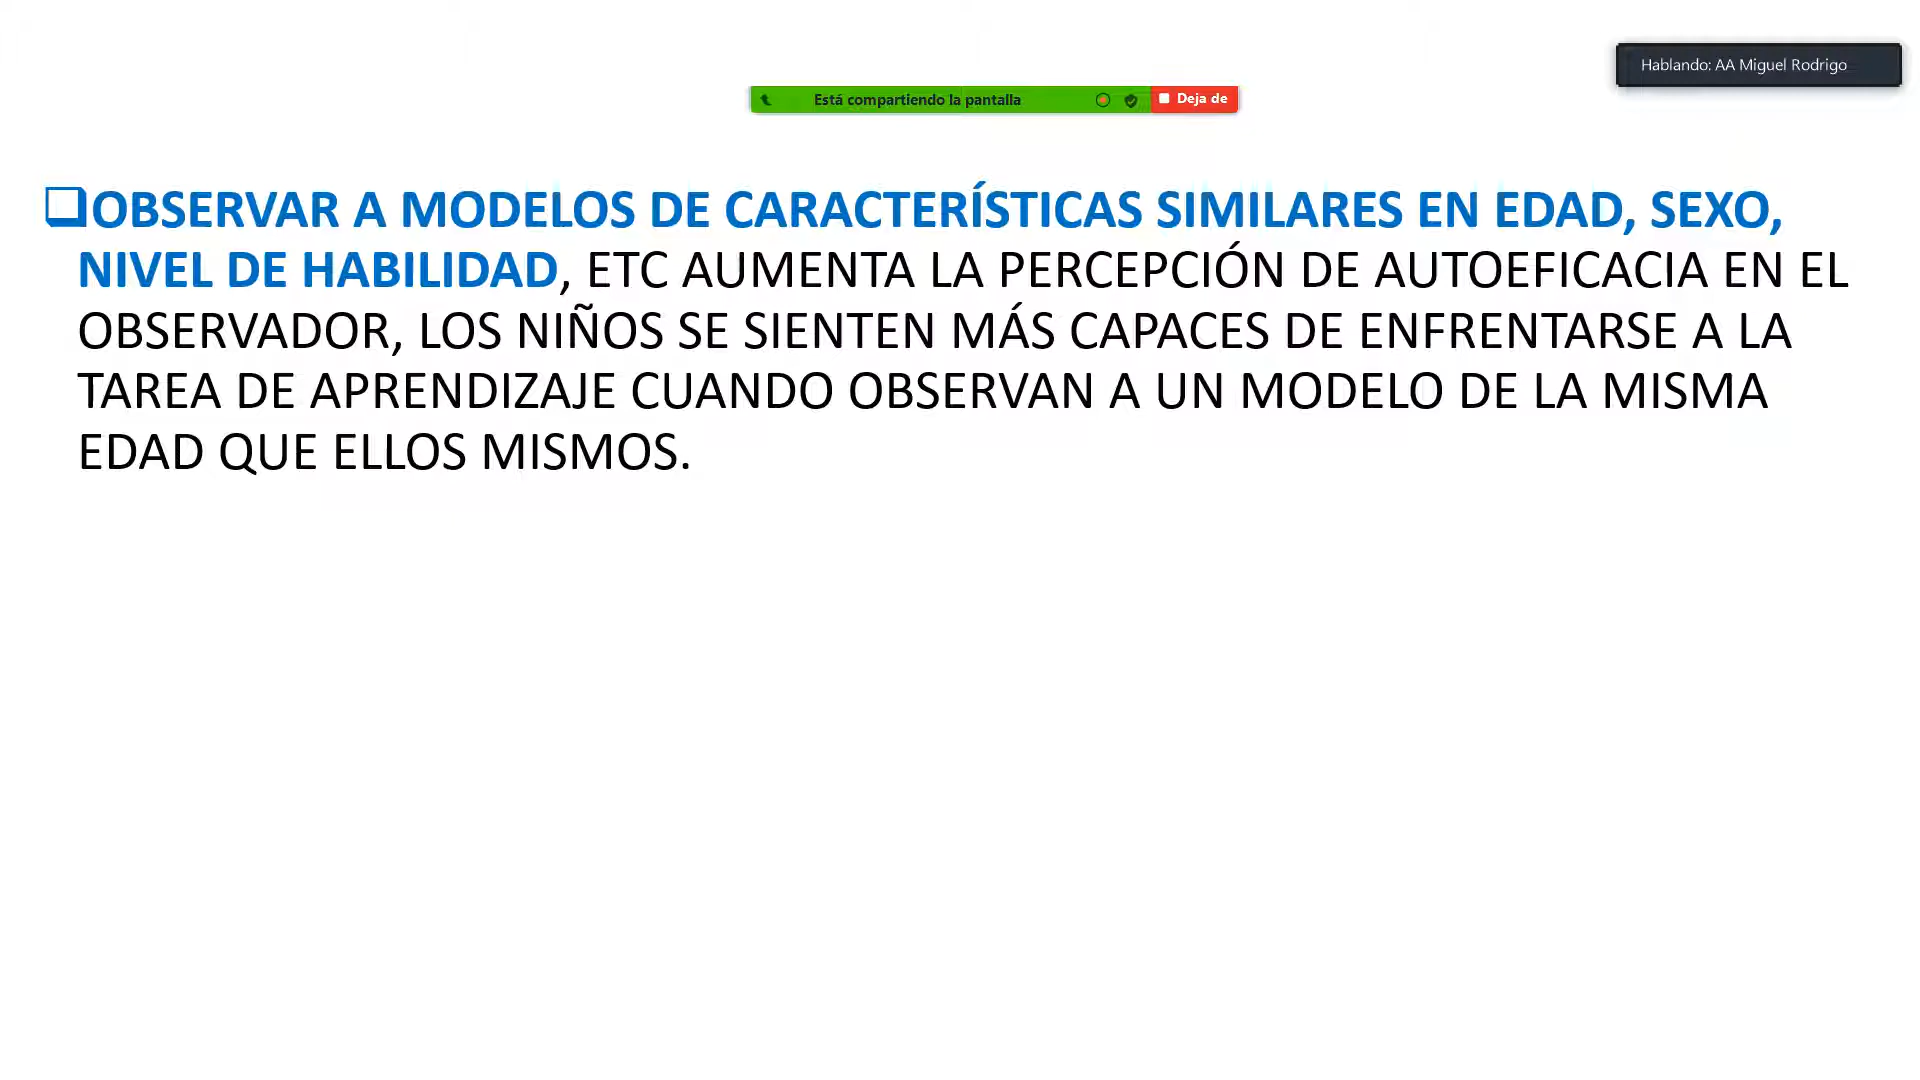 Hablando: AA Miguel Rodrigo
Está compartiendo la pantalla
Deja de
OBSERVAR A MODELOS DE CARACTERÍSTICAS SIMILARES EN EDAD, SEXO,
NIVEL DE HABILIDAD, ETC AUMENTA LA PERCEPCIÓN DE AUTOEFICACIA EN EL
OBSERVADOR, LOS NIÑOS SE SIENTEN MÁS CAPACES DE ENFRENTARSE A LA
TAREA DE APRENDIZAJE CUANDO OBSERVAN A UN MODELO DE LA MISMA
EDAD QUE ELLOS MISMOS.